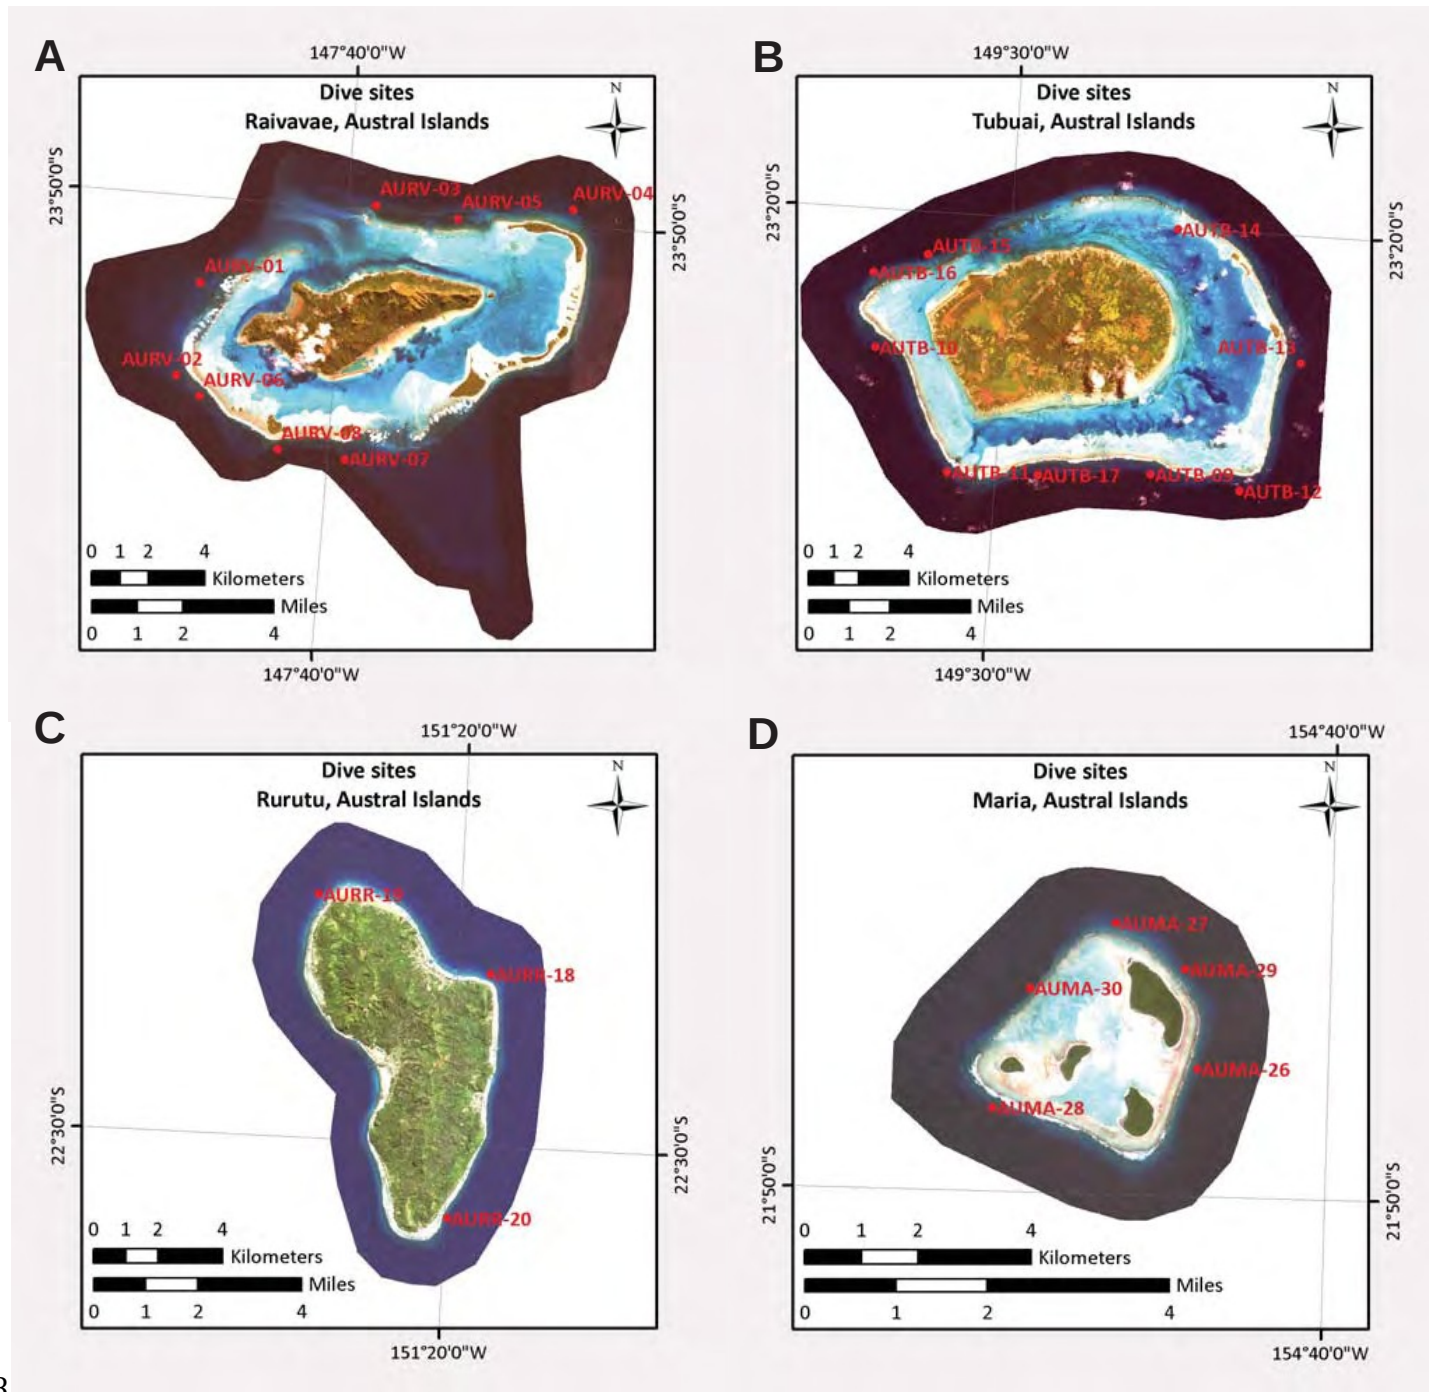 A
147°40'0"W
Dive sites
Raivavae, Austral Islands
N
23°50'0"S
23°50'0"S
AURV-03
AURV-05
AURV-04
AURV-01
AURV-02
AURV-06
AURV-08
AURV-07
0 1 2 4
Kilometers
Miles
0 1 2 4
147°40'0"W
B
149°30'0"W
Dive sites
Tubuai, Austral Islands
N
23°20'0"S
23°20'0"S
AUTB-14
AUTB-15
AUTB-16
AUTB-10
AUTB-13
AUTB-11
AUTB-17
AUTB-09
AUTB-12
0 1 2 4
Kilometers
Miles
0 1 2 4
149°30'0"W
C
151°20'0"W
Dive sites
Rurutu, Austral Islands
N
AURR-19
AURR-18
22°30'0"S
22°30'0"S
AURR-20
0 1 2 4
Kilometers
Miles
0 1 2 4
151°20'0"W
D
154°40'0"W
Dive sites
Maria, Austral Islands
N
AUMA-27
AUMA-29
AUMA-30
AUMA-26
AUMA-28
21°50'0"S
21°50'0"S
0 1 2 4
Kilometers
Miles
0 1 2 4
154°40'0"W